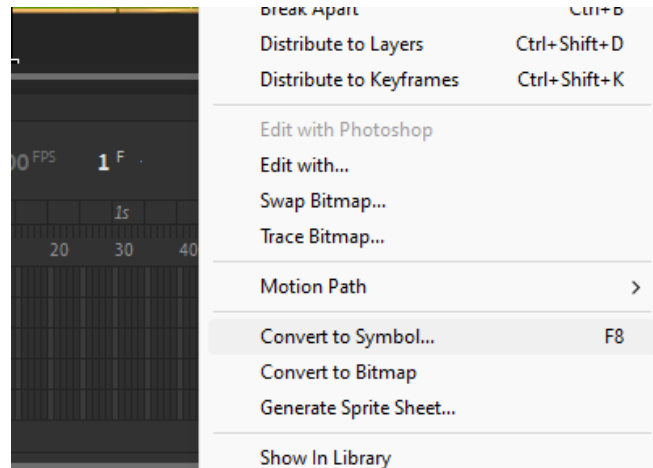 Break Apart Ctrl+B
Distribute to Layers Ctrl+Shift+D
Distribute to Keyframes Ctrl+Shift+K
Edit with Photoshop
FPS 1 F
Edit with...
Swap Bitmap...
1s
Trace Bitmap...
20 30 40
Motion Path
Convert to Symbol... F8
Convert to Bitmap
Generate Sprite Sheet...
Show In Library